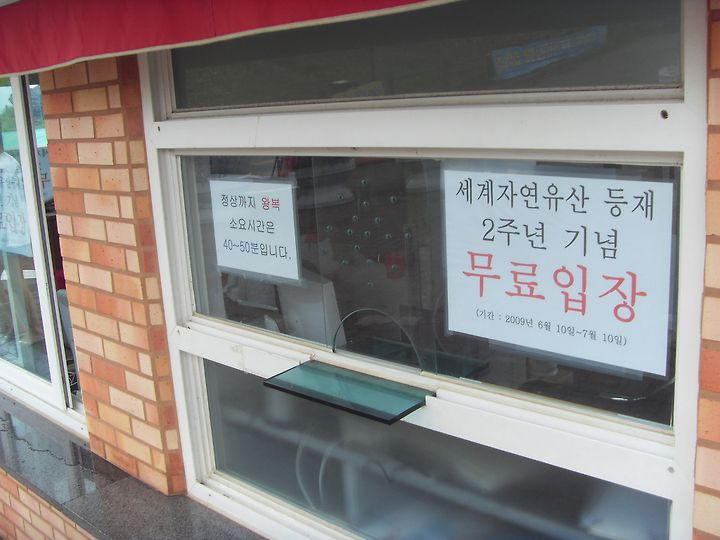 정상까지 왕복
소요시간은
40~50분입니다.
세계자연유산 등재
2주년 기념
무료입장
(기간 : 2009년 6월 10일~7월 10일)